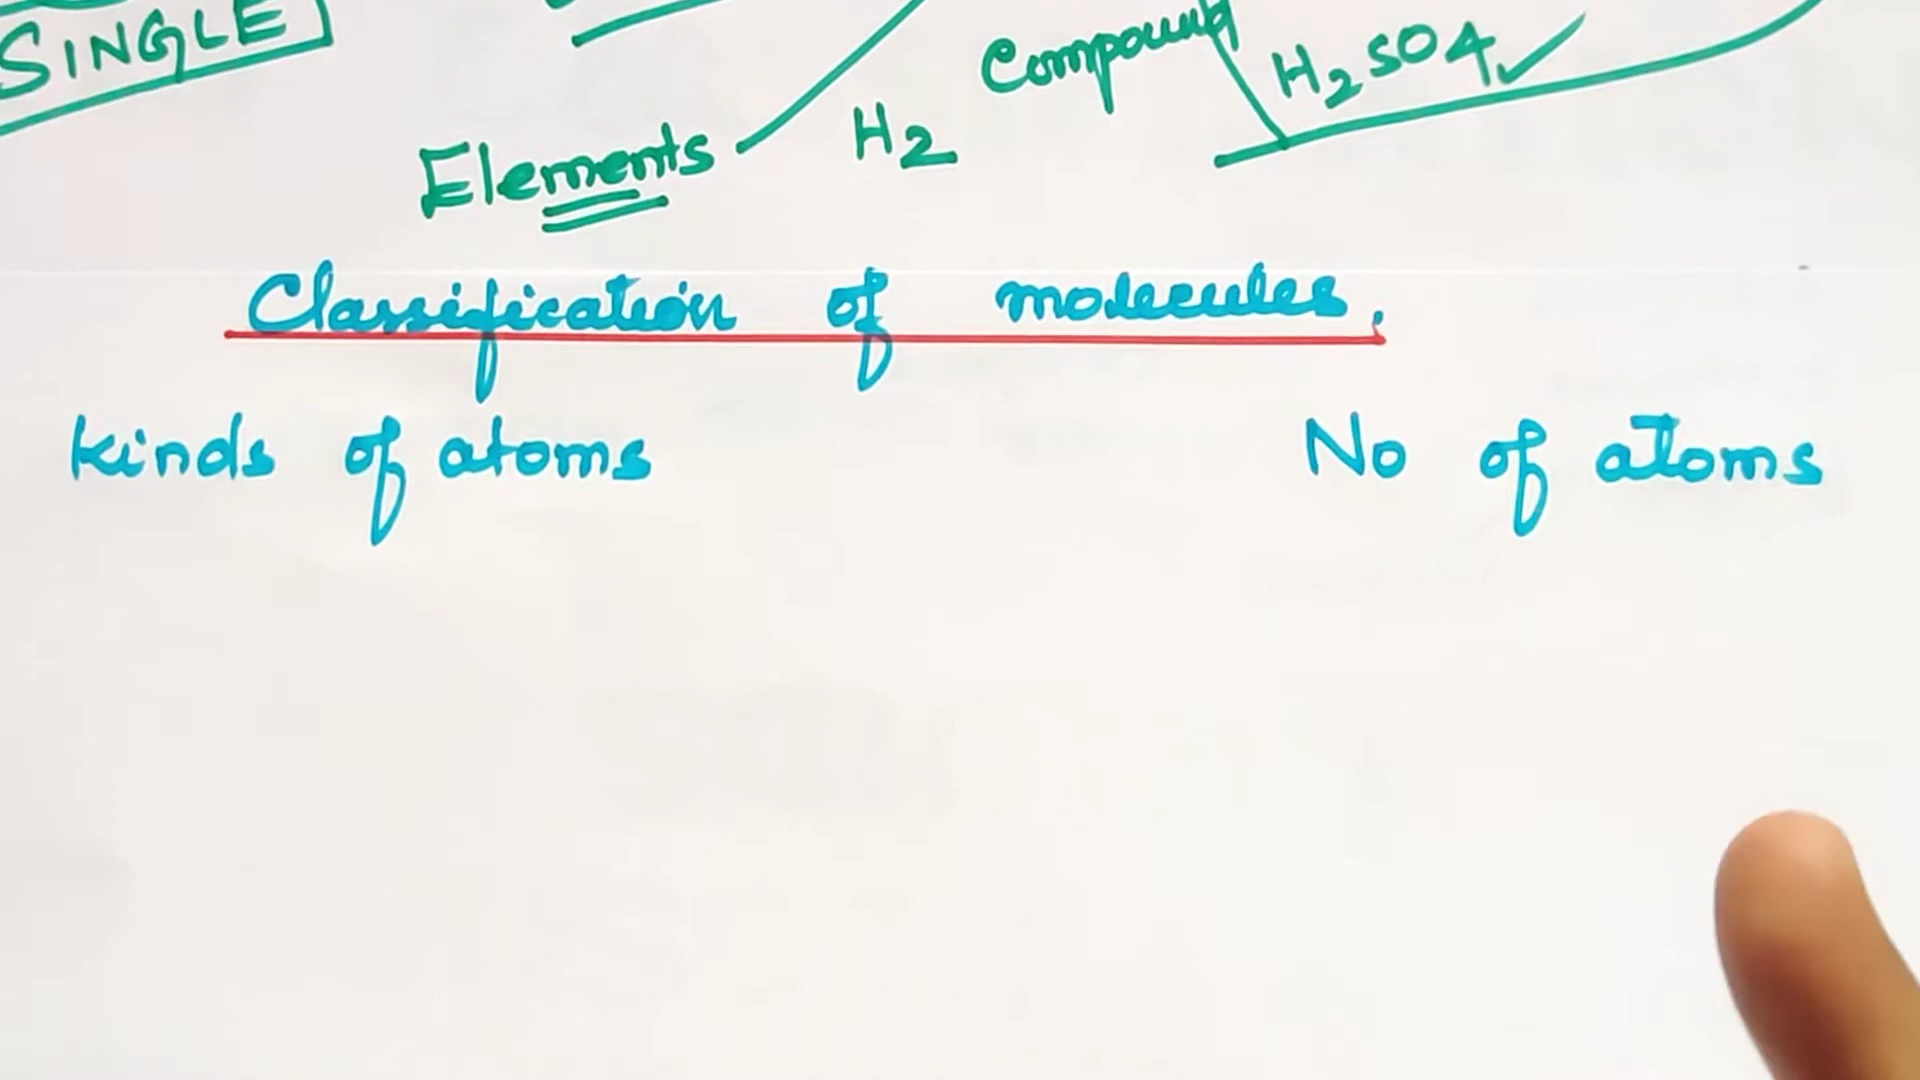 SINGLE
Compound H2SO4
Elements H2
Classification of molecules.
kinds of atoms No of atoms